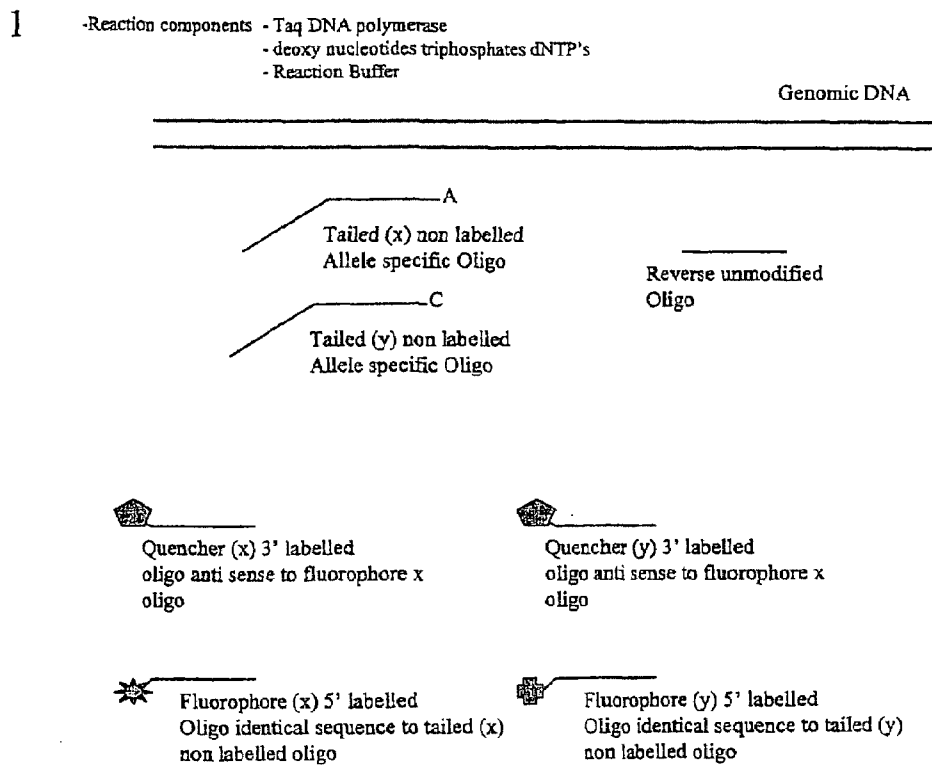 1
-Reaction components - Taq DNA polymerase
- deoxy nucleotides triphosphates dNTP's
- Reaction Buffer
Genomic DNA
A
Tailed (x) non labelled
Allele specific Oligo
Reverse unmodified
Oligo
C
Tailed (y) non labelled
Allele specific Oligo
Quencher (x) 3' labelled
oligo anti sense to fluorophore x
oligo
Quencher (y) 3' labelled
oligo anti sense to fluorophore x
oligo
Fluorophore (x) 5' labelled
Oligo identical sequence to tailed (x)
non labelled oligo
Fluorophore (y) 5' labelled
Oligo identical sequence to tailed (y)
non labelled oligo